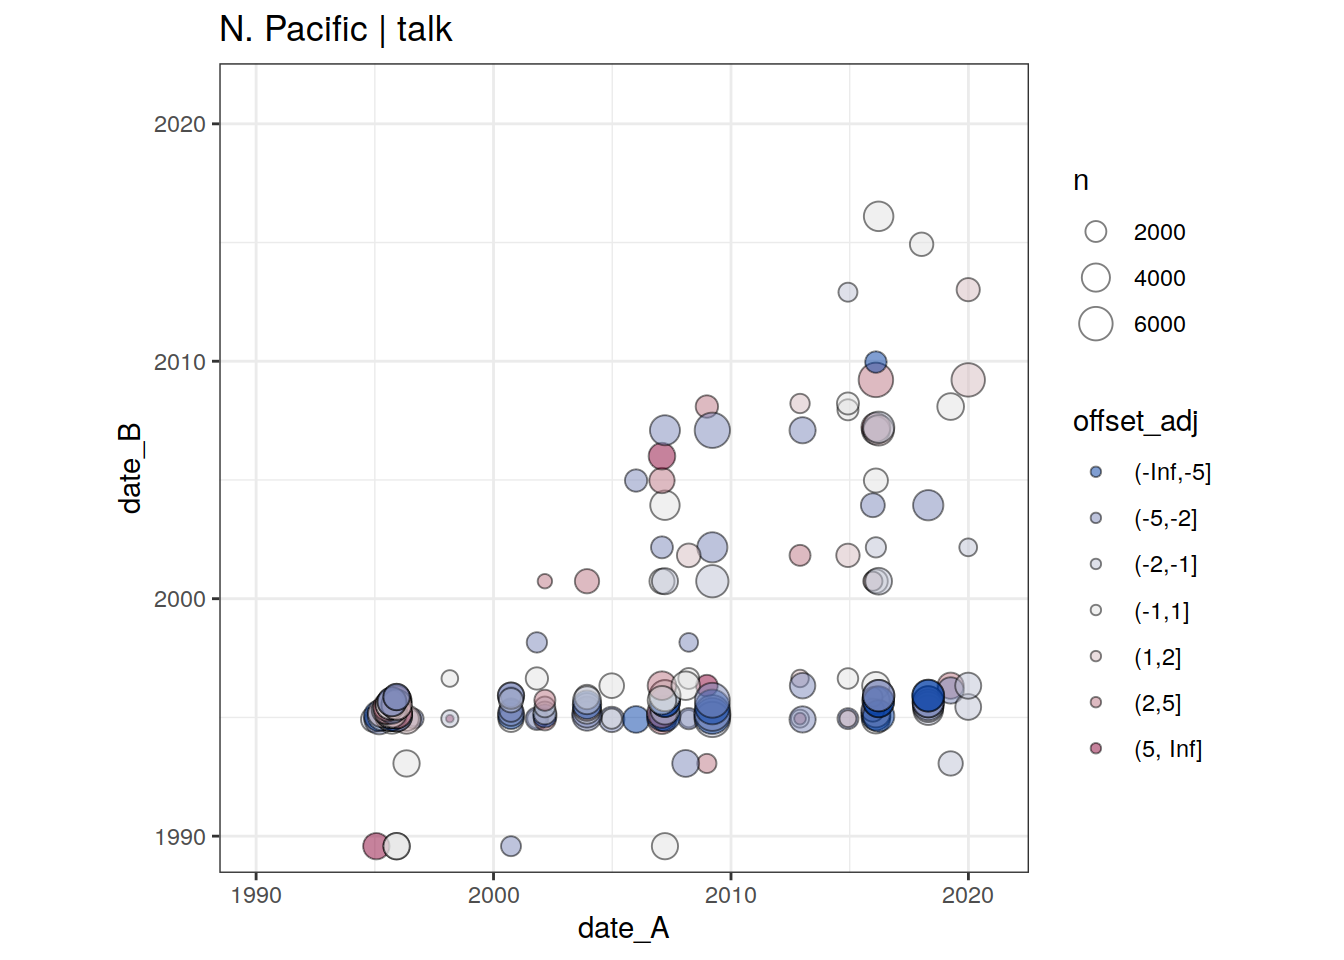 N. Pacific | talk
2020
2010
2000
1990
1990
2000
2010
2020
date_A
date_B
n
2000
4000
6000
offset_adj
(-Inf,-5]
(-5,-2]
(-2,-1]
(-1,1]
(1,2]
(2,5]
(5, Inf]